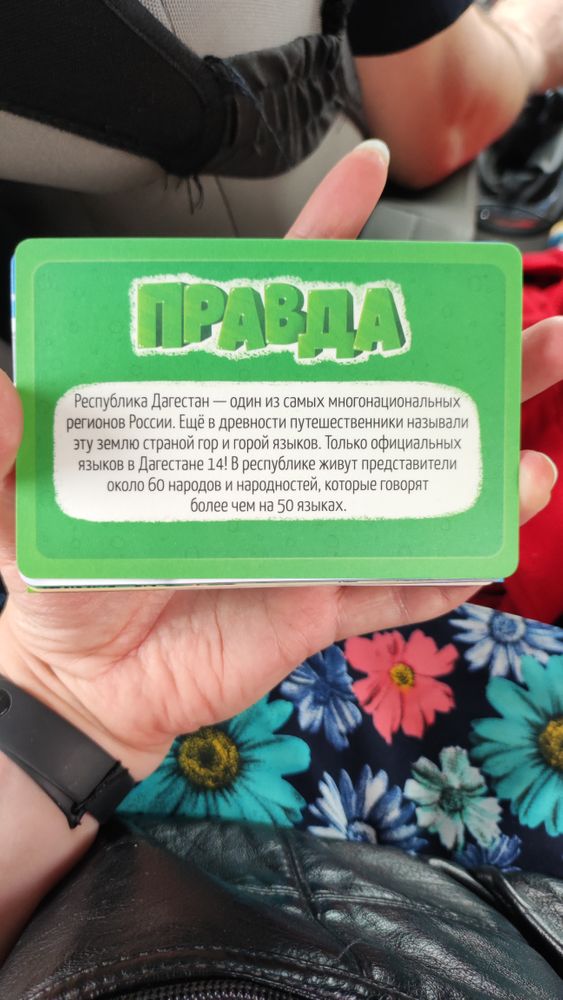 ПРАВДА
Республика Дагестан — один из самых многонациональных
регионов России. Ещё в древности путешественники называли
эту землю страной гор и горой языков. Только официальных
языков в Дагестане 14! В республике живут представители
около 60 народов и народностей, которые говорят
более чем на 50 языках.